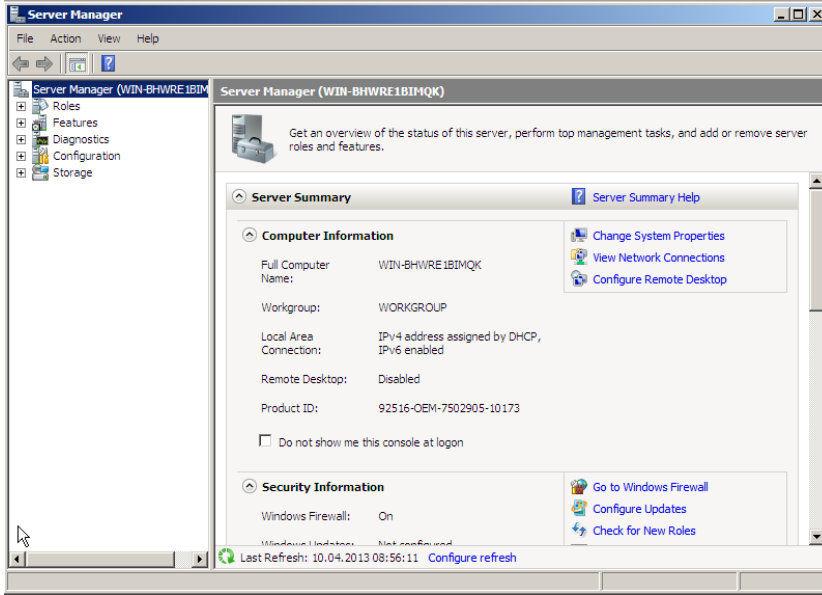 Server Manager
File Action View Help
Server Manager (WIN-BHWRE1BIM
Roles
Features
Diagnostics
Configuration
Storage
Server Manager (WIN-BHWRE1BIMQK)
Get an overview of the status of this server, perform top management tasks, and add or remove server
roles and features.
Server Summary
Server Summary Help
Computer Information
Full Computer
Name:
WIN-BHWRE1BIMQK
Workgroup:
WORKGROUP
Local Area
Connection:
IPv4 address assigned by DHCP,
IPv6 enabled
Remote Desktop:
Disabled
Product ID:
92516-OEM-7502905-10173
Do not show me this console at logon
Change System Properties
View Network Connections
Configure Remote Desktop
Security Information
Windows Firewall:
On
Windows Updates:
Not configured
Go to Windows Firewall
Configure Updates
Check for New Roles
Last Refresh: 10.04.2013 08:56:11 Configure refresh